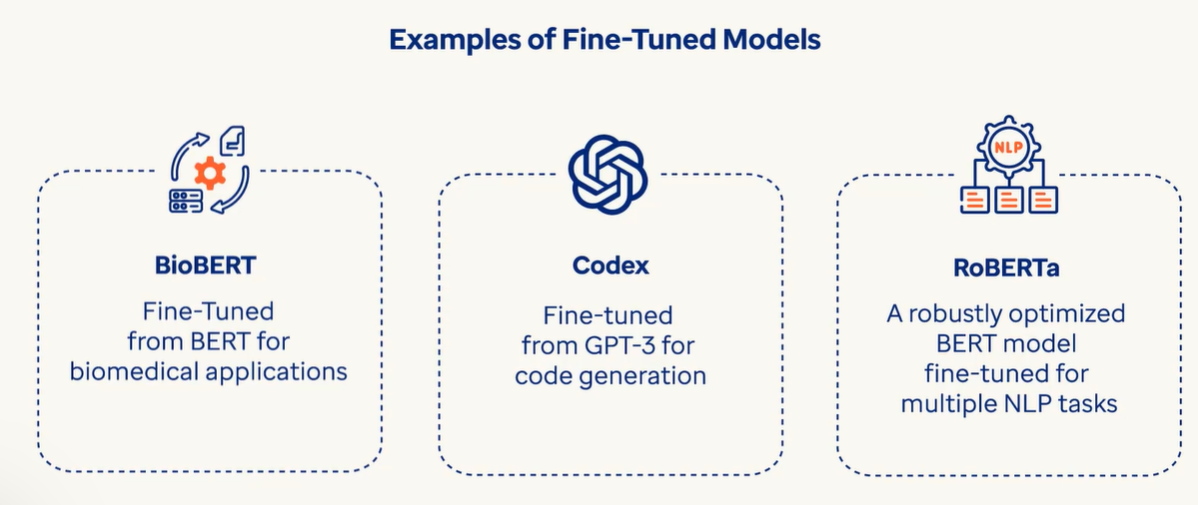 Examples of Fine-Tuned Models
NLP
BioBERT
Fine-Tuned
from BERT for
biomedical applications
Codex
Fine-tuned
from GPT-3 for
code generation
RoBERTa
A robustly optimized
BERT model
fine-tuned for
multiple NLP tasks